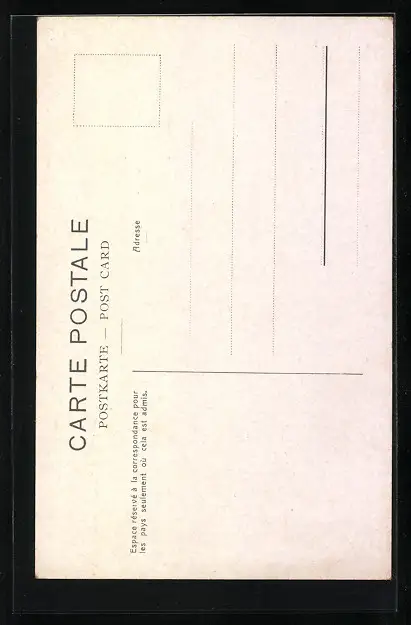 CARTE POSTALE
POSTKARTE — POST CARD
Espace réservé à la correspondance pour
les pays seulement où cela est admis.
Adresse